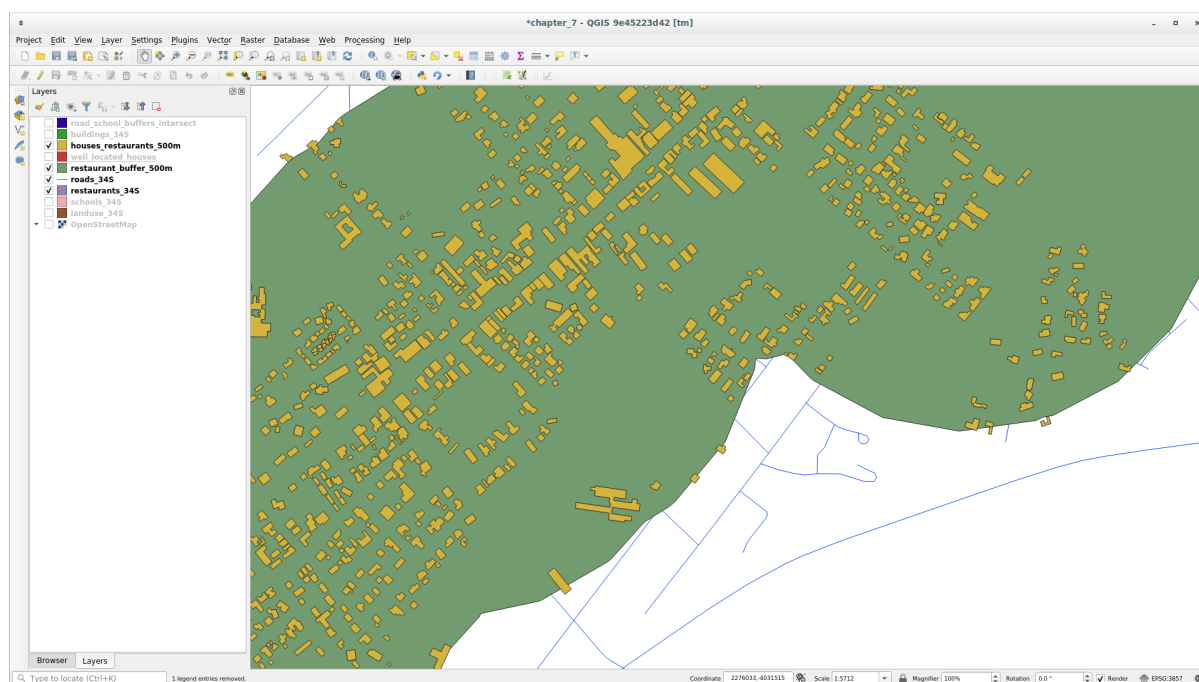 *chapter_7 - QGIS 9e45223d42 [tm]
Project Edit View Layer Settings Plugins Vector Raster Database Web Processing Help
Layers
road_school_buffers_intersect
buildings_34S
houses_restaurants_500m
well_located_houses
restaurant_buffer_500m
roads_34S
restaurants_34S
schools_34S
landuse_34S
OpenStreetMap
Browser Layers
Type to locate (Ctrl+K) 1 legend entries removed. Coordinate 2276033,-4031515 Scale 1:5712 Magnifier 100% Rotation 0.0 ° Render EPSG:3857